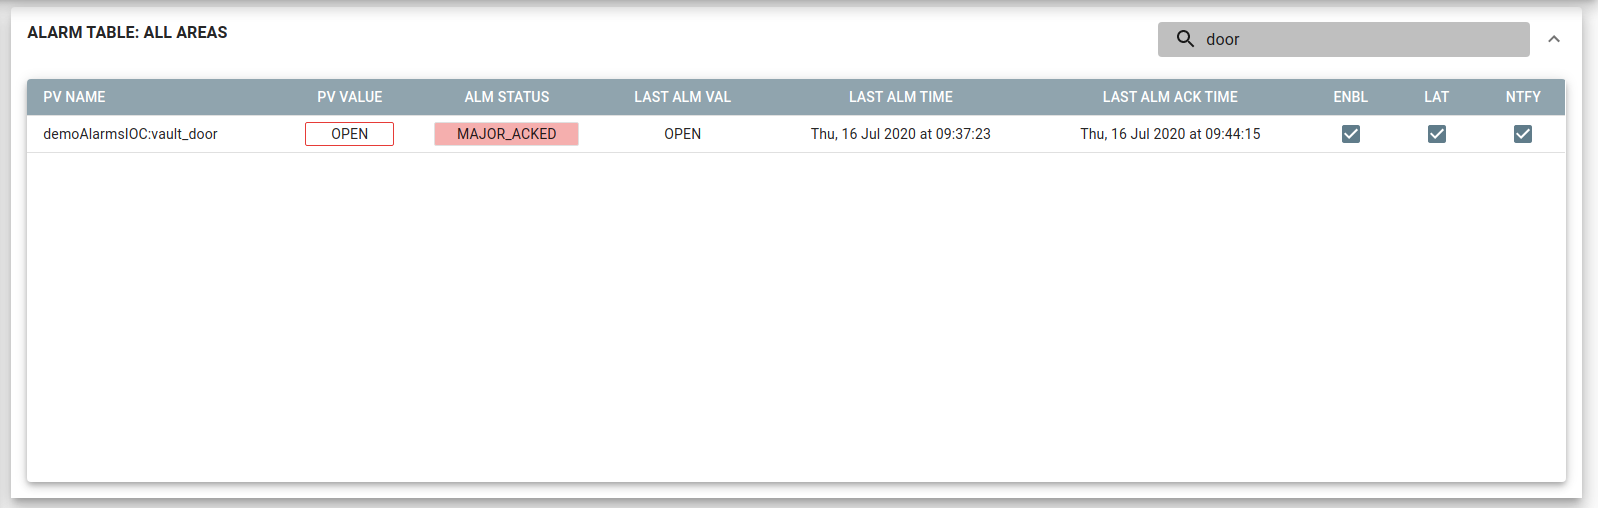 ALARM TABLE: ALL AREAS
door
PV NAME PV VALUE ALM STATUS LAST ALM VAL LAST ALM TIME LAST ALM ACK TIME ENBL LAT NTFY
demoAlarmsIOC:vault_door OPEN MAJOR_ACKED OPEN Thu, 16 Jul 2020 at 09:37:23 Thu, 16 Jul 2020 at 09:44:15